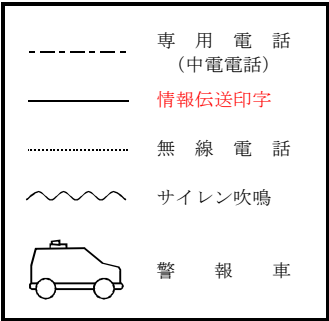 専用電話
（中電電話）
情報伝送印字
無線電話
サイレン吹鳴
警報車